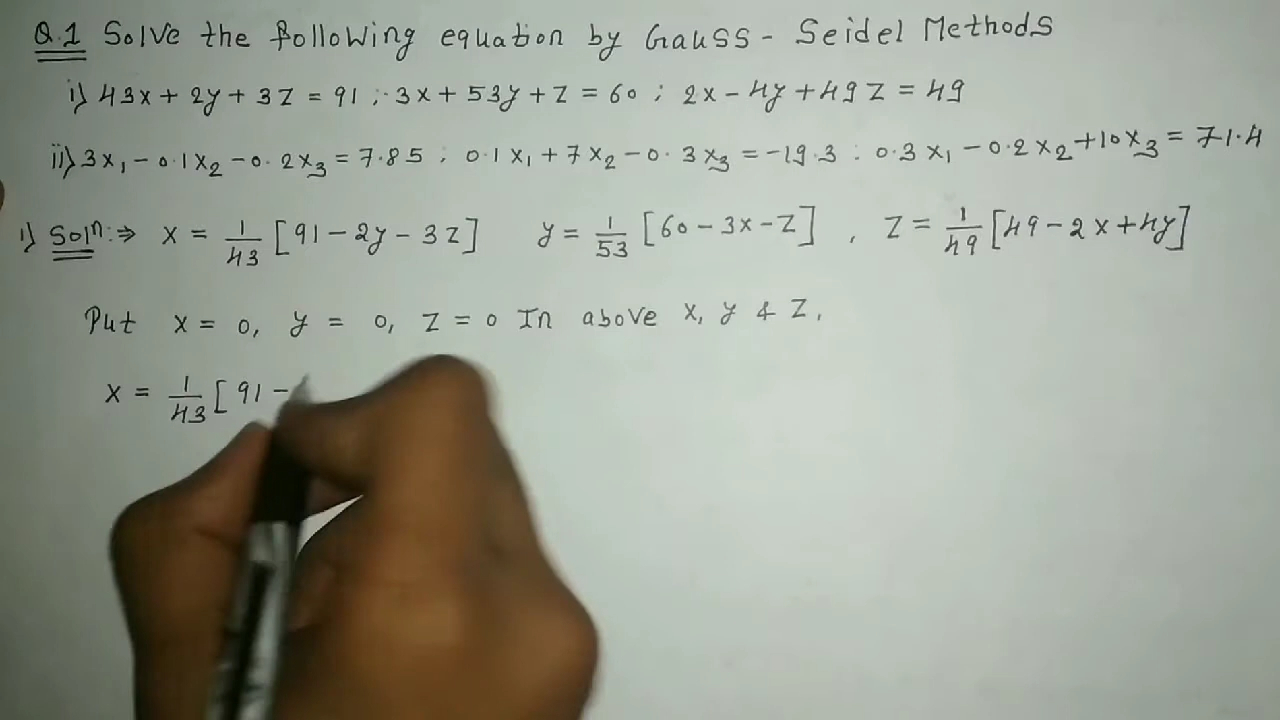 Q.1 Solve the following equation by Gauss - Seidel Methods
i) 43x + 2y + 3z = 91 ; 3x + 53y + z = 60 ; 2x - 4y + 49z = 49
ii) 3x₁ - 0.1x₂ - 0.2x₃ = 7.85 ; 0.1x₁ + 7x₂ - 0.3x₃ = -19.3 : 0.3x₁ - 0.2x₂ + 10x₃ = 71.4
i) Solⁿ:⇒ x = 1/43 [91 - 2y - 3z] y = 1/53 [60 - 3x - z] , z = 1/49 [49 - 2x + 4y]
Put x = 0, y = 0, z = 0 In above x, y & z.
x = 1/43 [91 -